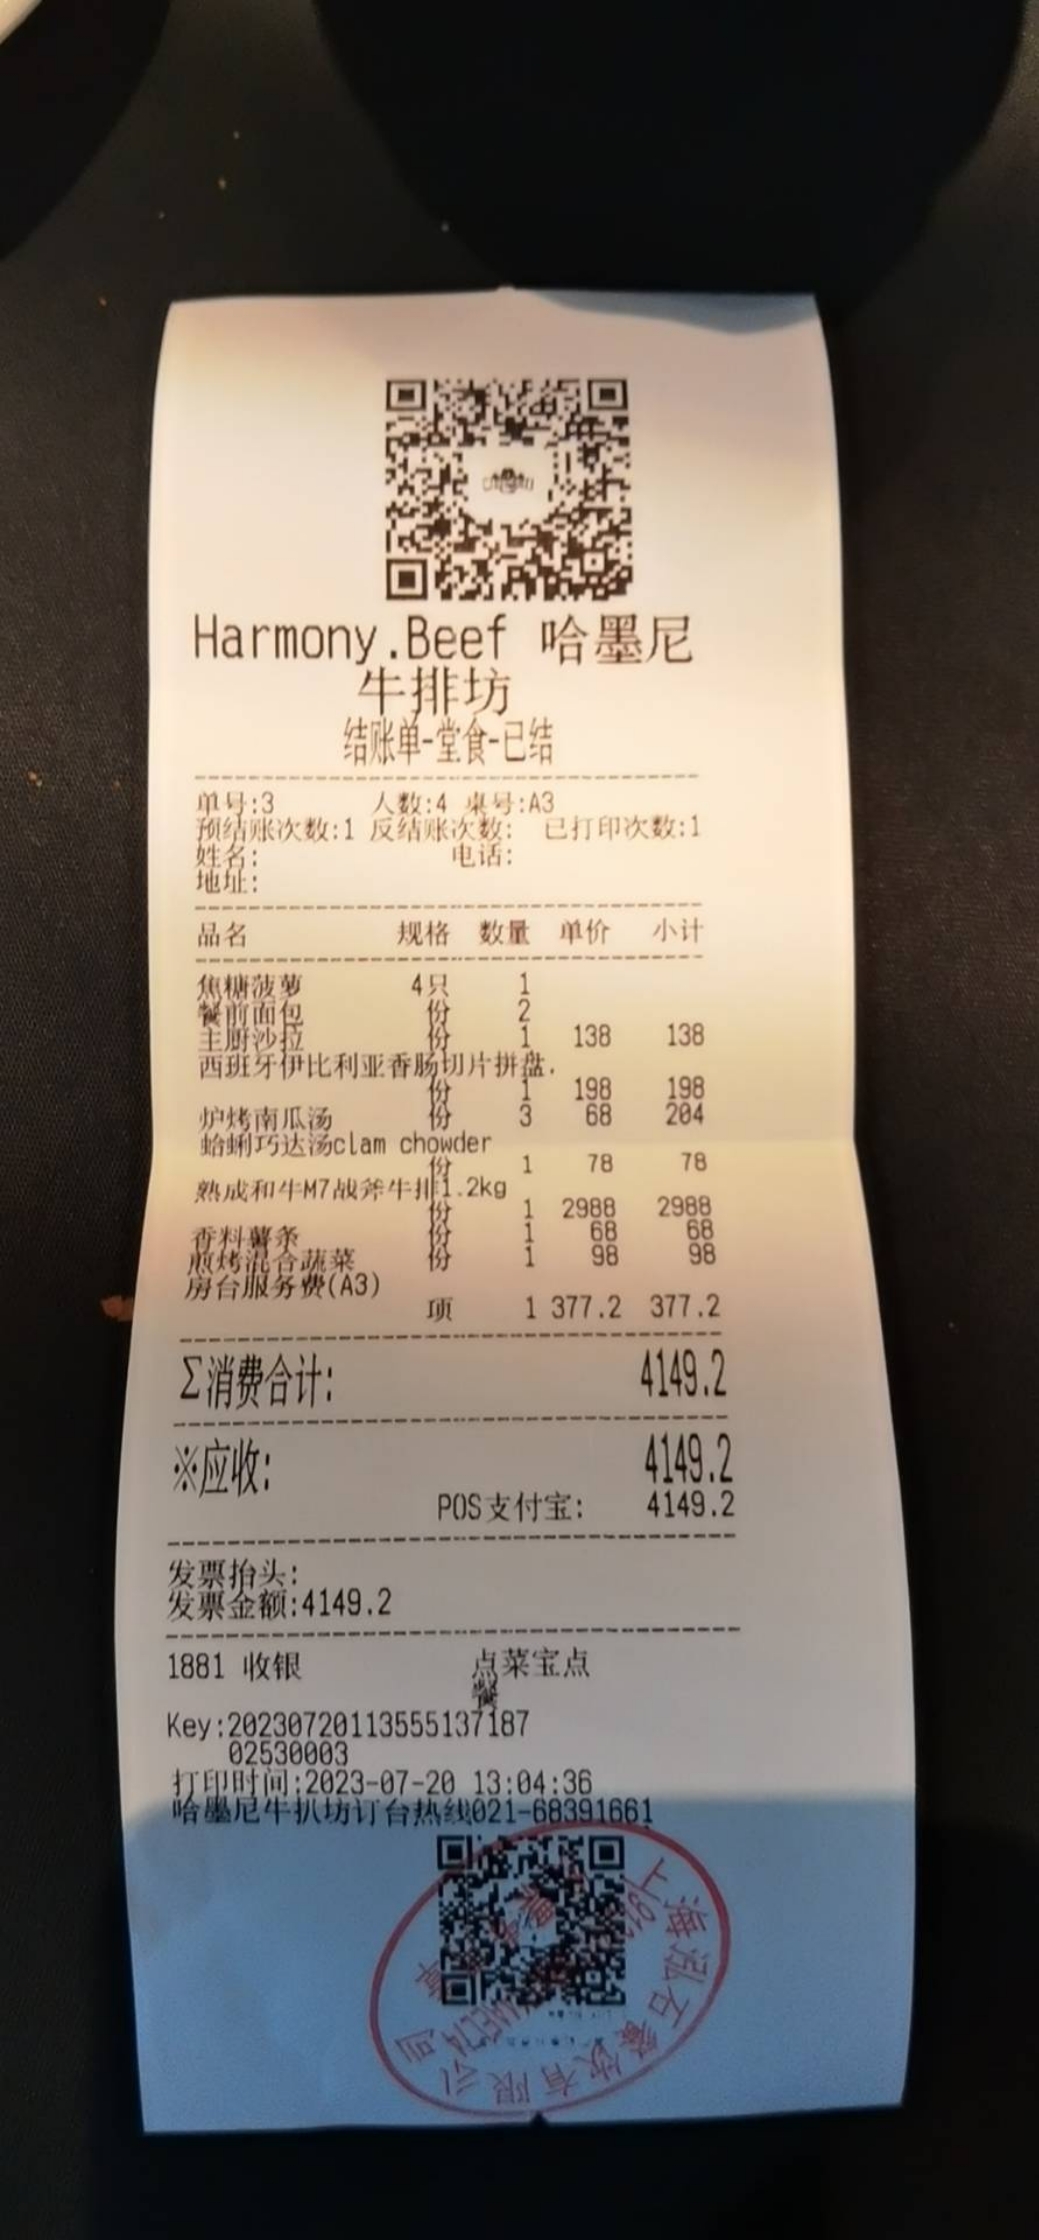 Harmony.Beef 哈墨尼
牛排坊
结账单-堂食-已结
单号:3 人数:4 桌号:A3
预结账次数:1 反结账次数: 已打印次数:1
姓名: 电话:
地址:
品名 规格 数量 单价 小计
焦糖菠萝 4只 1
餐前面包 份 2
主厨沙拉 份 1 138 138
西班牙伊比利亚香肠切片拼盘.
份 1 198 198
炉烤南瓜汤 份 3 68 204
蛤蜊巧达汤clam chowder
份 1 78 78
熟成和牛M7战斧牛排1.2kg
份 1 2988 2988
香料薯条 份 1 68 68
煎烤混合蔬菜 份 1 98 98
房台服务费(A3)
项 1 377.2 377.2
Σ消费合计: 4149.2
※应收: 4149.2
POS支付宝: 4149.2
发票抬头:
发票金额:4149.2
1881 收银 点菜宝点
餐
Key:20230720113555137187
02530003
打印时间:2023-07-20 13:04:36
哈墨尼牛扒坊订台热线021-68391661
上海泓石餐饮有限公司